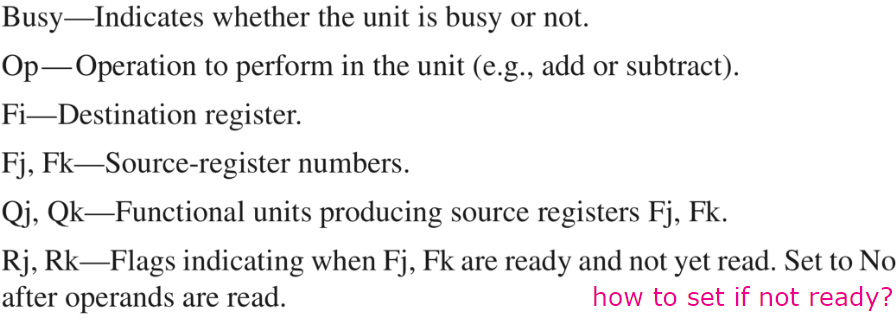 Busy—Indicates whether the unit is busy or not.
Op—Operation to perform in the unit (e.g., add or subtract).
Fi—Destination register.
Fj, Fk—Source-register numbers.
Qj, Qk—Functional units producing source registers Fj, Fk.
Rj, Rk—Flags indicating when Fj, Fk are ready and not yet read. Set to No
after operands are read. how to set if not ready?